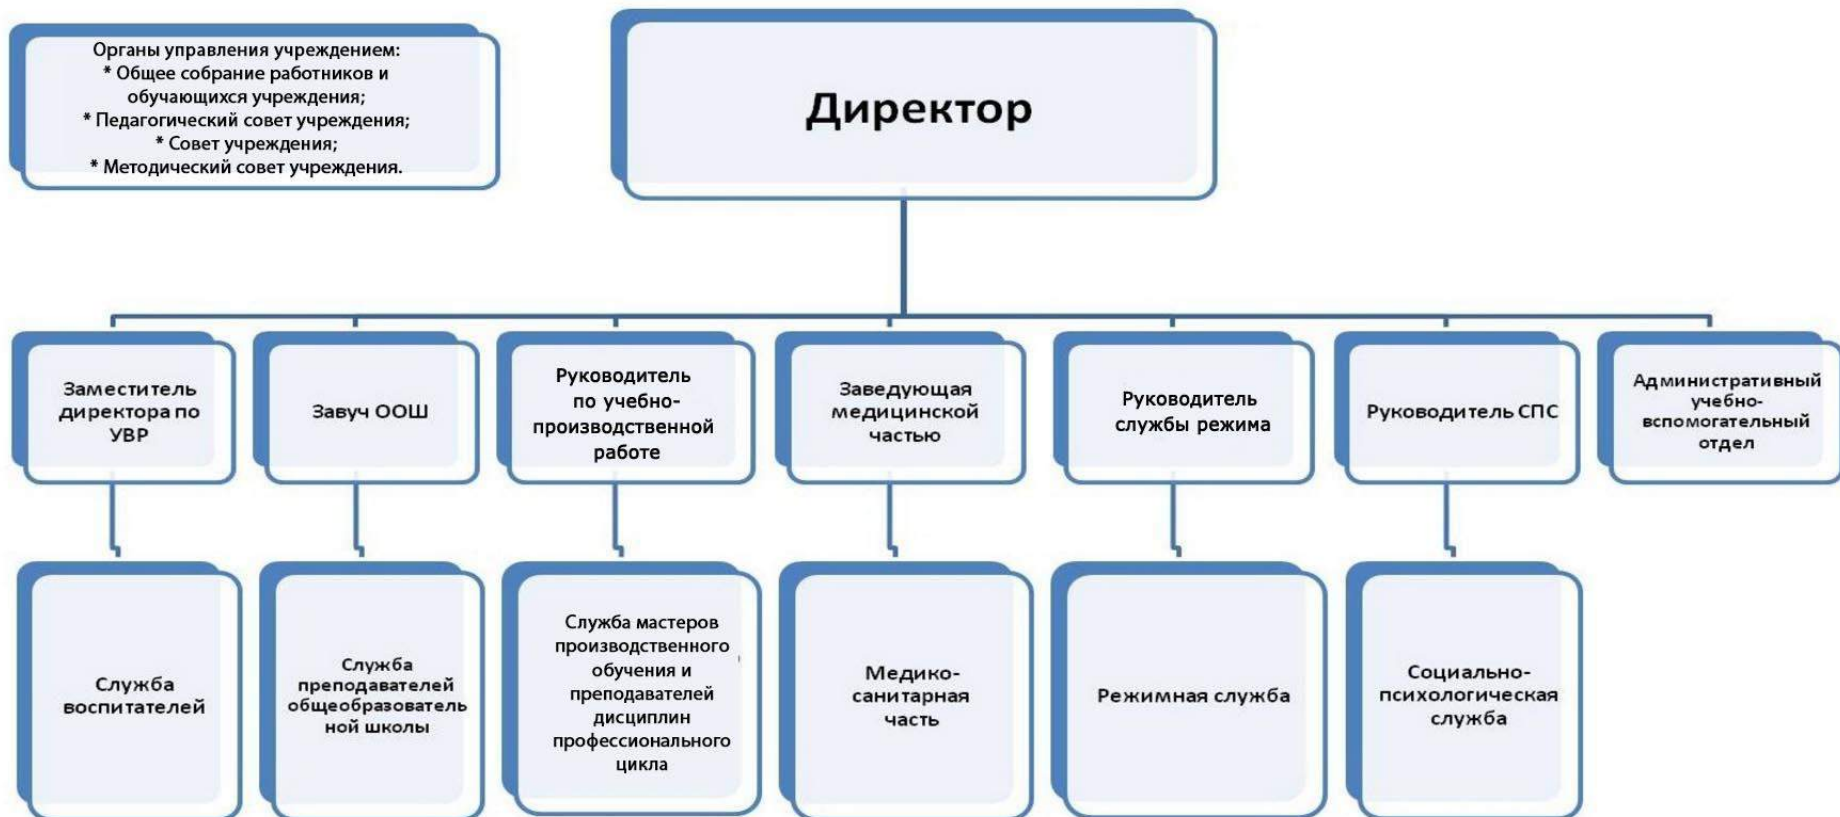 Органы управления учреждением:
* Общее собрание работников и
обучающихся учреждения;
* Педагогический совет учреждения;
* Совет учреждения;
* Методический совет учреждения.
Директор
Заместитель
директора по
УВР
Завуч ООШ
Руководитель
по учебно-
производственной
работе
Заведующая
медицинской
частью
Руководитель
службы режима
Руководитель СПС
Административный
учебно-
вспомогательный
отдел
Служба
воспитателей
Служба
преподавателей
общеобразователь
ной школы
Служба мастеров
производственного
обучения и
преподавателей
дисциплин
профессионального
цикла
Медико-
санитарная
часть
Режимная служба
Социально-
психологическая
служба